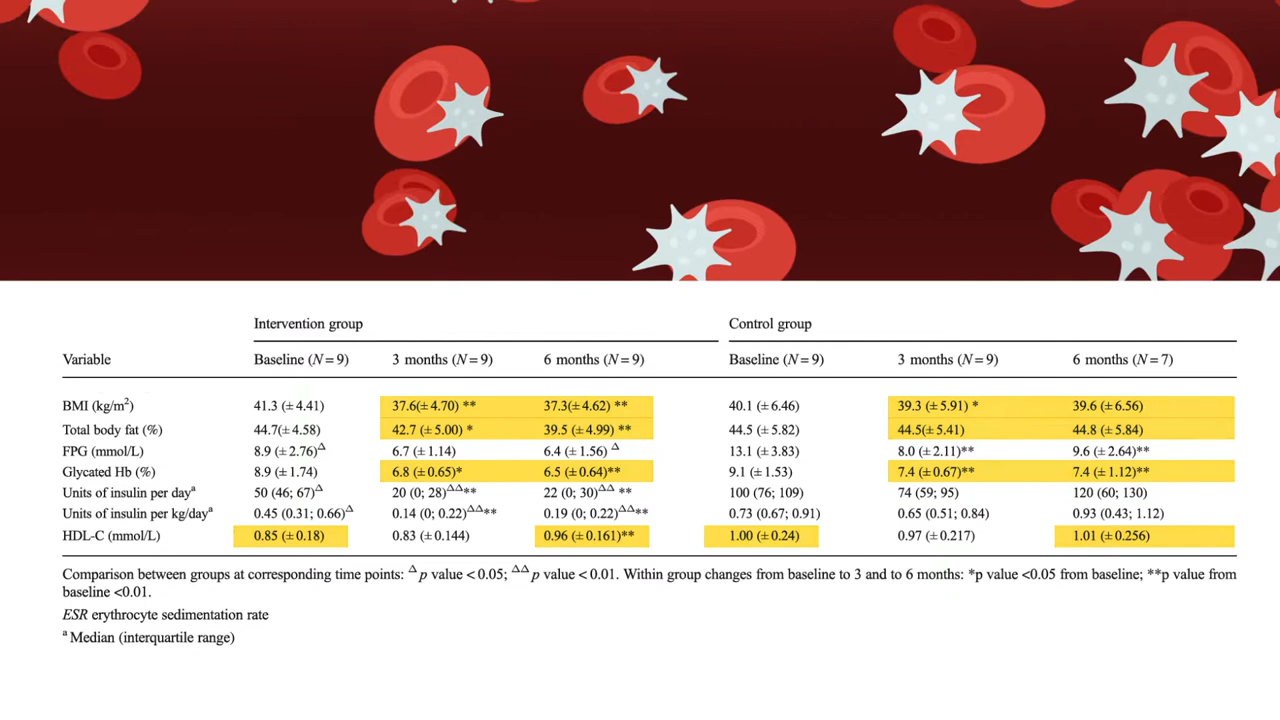 Intervention group Control group
Variable Baseline (N=9) 3 months (N=9) 6 months (N=9) Baseline (N=9) 3 months (N=9) 6 months (N=7)
BMI (kg/m²) 41.3 (±4.41) 37.6(±4.70) ** 37.3(±4.62) ** 40.1 (±6.46) 39.3 (±5.91) * 39.6 (±6.56)
Total body fat (%) 44.7(±4.58) 42.7 (±5.00) * 39.5 (±4.99) ** 44.5 (±5.82) 44.5(±5.41) 44.8 (±5.84)
FPG (mmol/L) 8.9 (±2.76)Δ 6.7 (±1.14) 6.4 (±1.56) Δ 13.1 (±3.83) 8.0 (±2.11)** 9.6 (±2.64)**
Glycated Hb (%) 8.9 (±1.74) 6.8 (±0.65)* 6.5 (±0.64)** 9.1 (±1.53) 7.4 (±0.67)** 7.4 (±1.12)**
Units of insulin per dayᵃ 50 (46; 67)Δ 20 (0; 28)ΔΔ** 22 (0; 30)ΔΔ ** 100 (76; 109) 74 (59; 95) 120 (60; 130)
Units of insulin per kg/dayᵃ 0.45 (0.31; 0.66)Δ 0.14 (0; 0.22)ΔΔ** 0.19 (0; 0.22)ΔΔ** 0.73 (0.67; 0.91) 0.65 (0.51; 0.84) 0.93 (0.43; 1.12)
HDL-C (mmol/L) 0.85 (±0.18) 0.83 (±0.144) 0.96 (±0.161)** 1.00 (±0.24) 0.97 (±0.217) 1.01 (±0.256)
Comparison between groups at corresponding time points: Δ p value <0.05; ΔΔ p value <0.01. Within group changes from baseline to 3 and to 6 months: *p value <0.05 from baseline; **p value from
baseline <0.01.
ESR erythrocyte sedimentation rate
ᵃ Median (interquartile range)